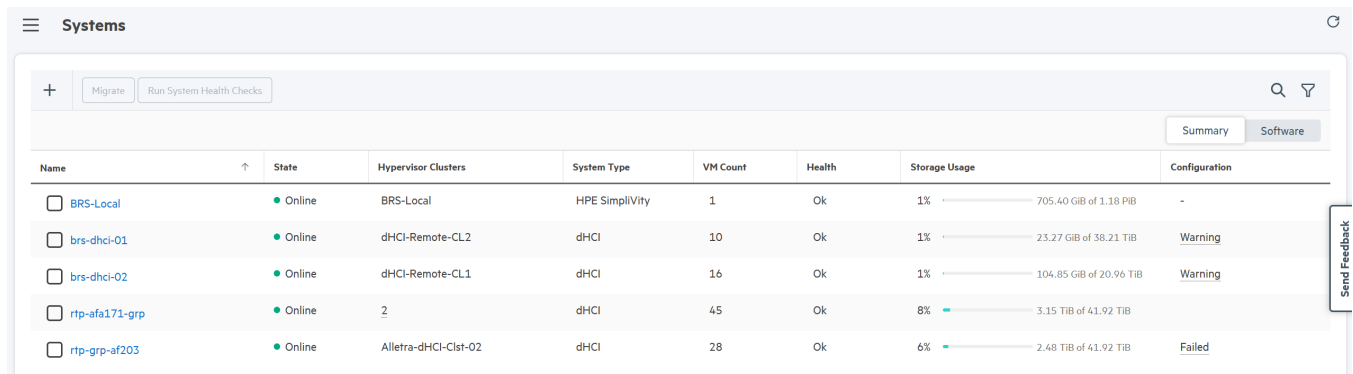 Systems
Migrate Run System Health Checks
Summary Software
Name State Hypervisor Clusters System Type VM Count Health Storage Usage Configuration
BRS-Local Online BRS-Local HPE SimpliVity 1 Ok 1% 705.40 GiB of 1.18 PiB -
brs-dhci-01 Online dHCI-Remote-CL2 dHCI 10 Ok 1% 23.27 GiB of 38.21 TiB Warning
brs-dhci-02 Online dHCI-Remote-CL1 dHCI 16 Ok 1% 104.85 GiB of 20.96 TiB Warning
rtp-afa171-grp Online 2 dHCI 45 Ok 8% 3.15 TiB of 41.92 TiB
rtp-grp-af203 Online Alletra-dHCI-Clst-02 dHCI 28 Ok 6% 2.48 TiB of 41.92 TiB Failed
Send Feedback